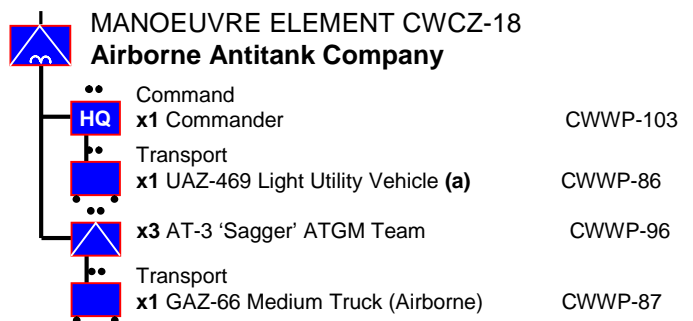 MANOEUVRE ELEMENT CWCZ-18
Airborne Antitank Company
Command
HQ x1 Commander CWWP-103
Transport
x1 UAZ-469 Light Utility Vehicle (a) CWWP-86
x3 AT-3 ‘Sagger’ ATGM Team CWWP-96
Transport
x1 GAZ-66 Medium Truck (Airborne) CWWP-87